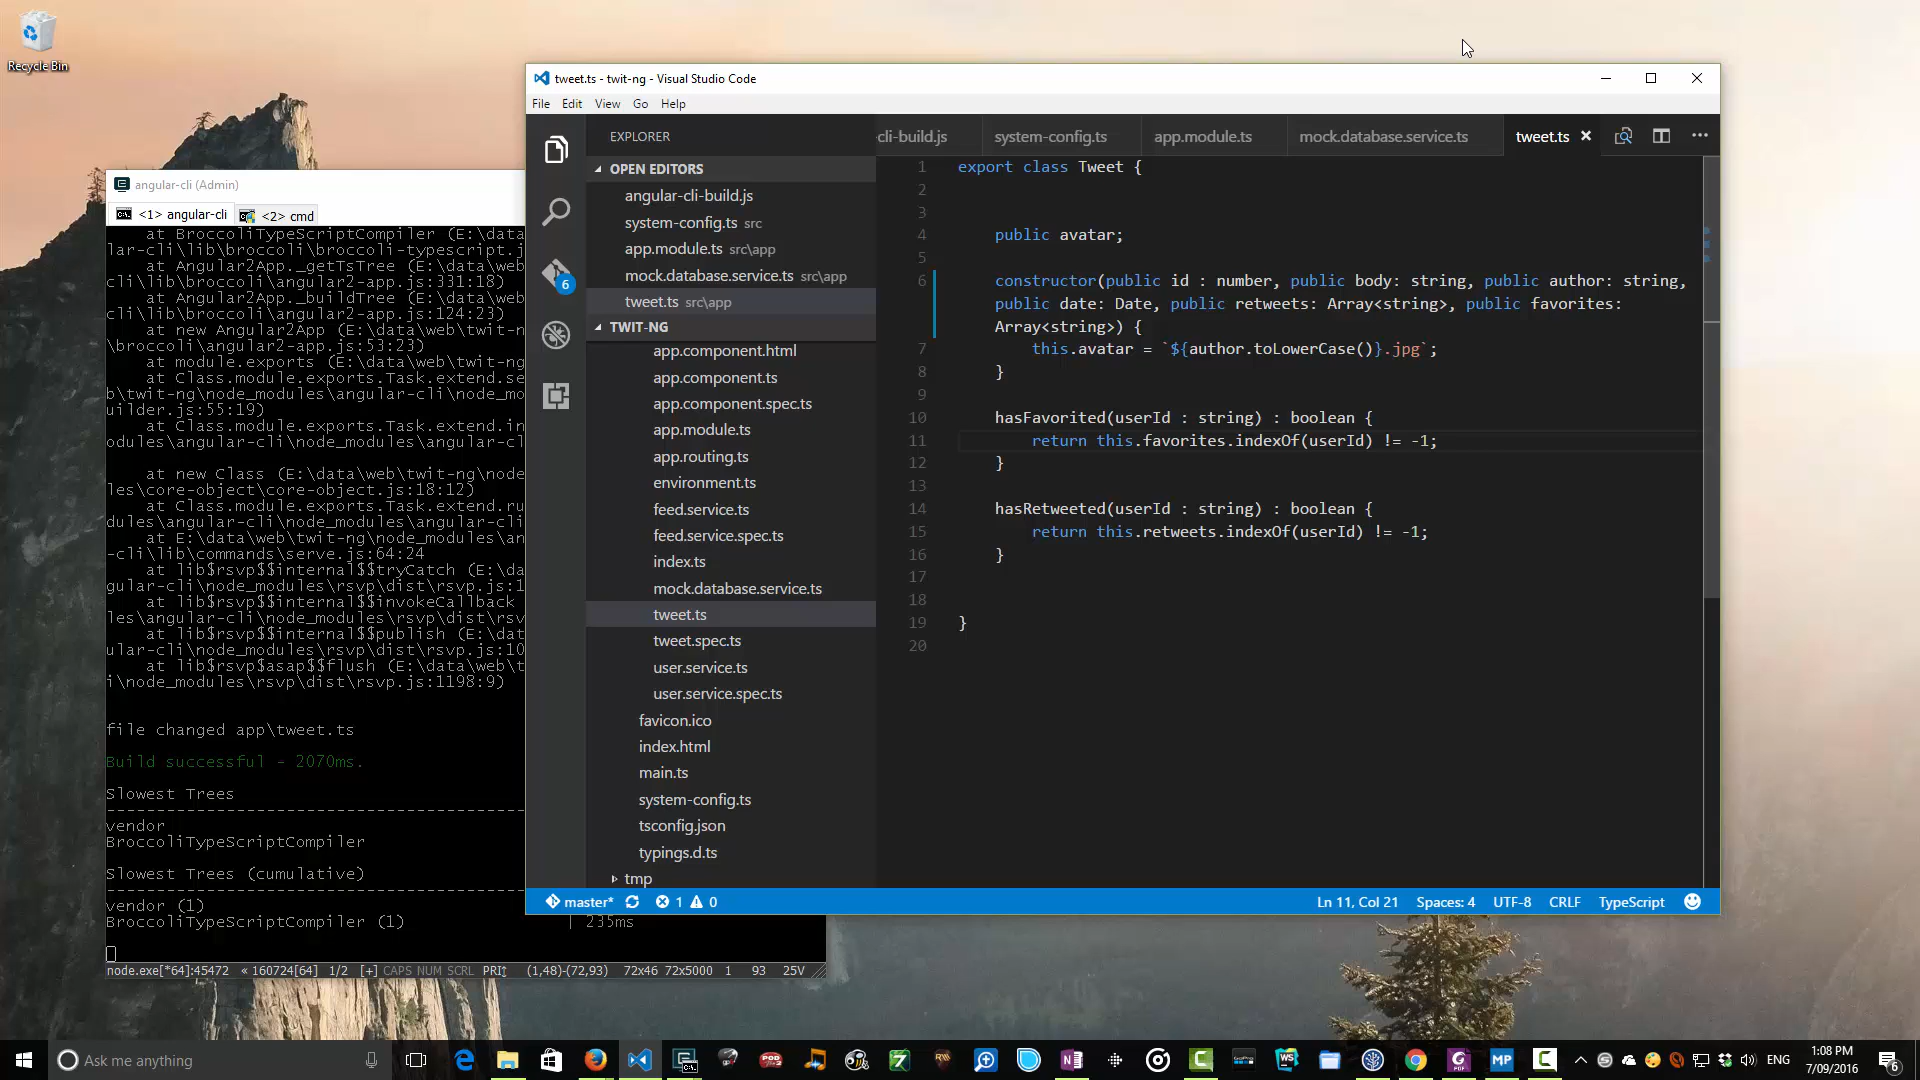 Recycle Bin
angular-cli (Admin)
<1> angular-cli
<2> cmd
at BroccoliTypeScriptCompiler (E:\data
lar-cli\lib\broccoli\broccoli-typescript.j
at Angular2App._getTsTree (E:\data\web
cli\lib\broccoli\angular2-app.js:331:18)
at Angular2App._buildTree (E:\data\web
cli\lib\broccoli\angular2-app.js:124:23)
at new Angular2App (E:\data\web\twit-n
\broccoli\angular2-app.js:53:23)
at module.exports (E:\data\web\twit-ng
at Class.module.exports.Task.extend.se
b\twit-ng\node_modules\angular-cli\node_mo
uilder.js:55:19)
at Class.module.exports.Task.extend.in
odules\angular-cli\node_modules\angular-cl
at new Class (E:\data\web\twit-ng\node
les\core-object\core-object.js:18:12)
at Class.module.exports.Task.extend.ru
dules\angular-cli\node_modules\angular-cli
at E:\data\web\twit-ng\node_modules\an
-cli\lib\commands\serve.js:64:24
at lib$rsvp$$internal$$tryCatch (E:\da
gular-cli\node_modules\rsvp\dist\rsvp.js:1
at lib$rsvp$$internal$$invokeCallback
les\angular-cli\node_modules\rsvp\dist\rsv
at lib$rsvp$$internal$$publish (E:\dat
ular-cli\node_modules\rsvp\dist\rsvp.js:10
at lib$rsvp$asap$$flush (E:\data\web\t
i\node_modules\rsvp\dist\rsvp.js:1198:9)
file changed app\tweet.ts
Build successful - 2070ms.
Slowest Trees
vendor
BroccoliTypeScriptCompiler
Slowest Trees (cumulative)
vendor (1)
BroccoliTypeScriptCompiler (1) | 235ms
node.exe[*64]:45472 « 160724[64] 1/2 [+] CAPS NUM SCRL PRI↕ (1,48)-(72,93) 72x46 72x5000 1 93 25V
tweet.ts - twit-ng - Visual Studio Code
File Edit View Go Help
EXPLORER
OPEN EDITORS
angular-cli-build.js
system-config.ts src
app.module.ts src\app
mock.database.service.ts src\app
tweet.ts src\app
TWIT-NG
app.component.html
app.component.ts
app.component.spec.ts
app.module.ts
app.routing.ts
environment.ts
feed.service.ts
feed.service.spec.ts
index.ts
mock.database.service.ts
tweet.ts
tweet.spec.ts
user.service.ts
user.service.spec.ts
favicon.ico
index.html
main.ts
system-config.ts
tsconfig.json
typings.d.ts
tmp
6
-cli-build.js system-config.ts app.module.ts mock.database.service.ts tweet.ts
1 export class Tweet {
2
3
4 public avatar;
5
6 constructor(public id : number, public body: string, public author: string,
public date: Date, public retweets: Array<string>, public favorites:
Array<string>) {
7 this.avatar = `${author.toLowerCase()}.jpg`;
8 }
9
10 hasFavorited(userId : string) : boolean {
11 return this.favorites.indexOf(userId) != -1;
12 }
13
14 hasRetweeted(userId : string) : boolean {
15 return this.retweets.indexOf(userId) != -1;
16 }
17
18
19 }
20
master* 1 0 Ln 11, Col 21 Spaces: 4 UTF-8 CRLF TypeScript
Ask me anything
ENG
1:08 PM
7/09/2016
6